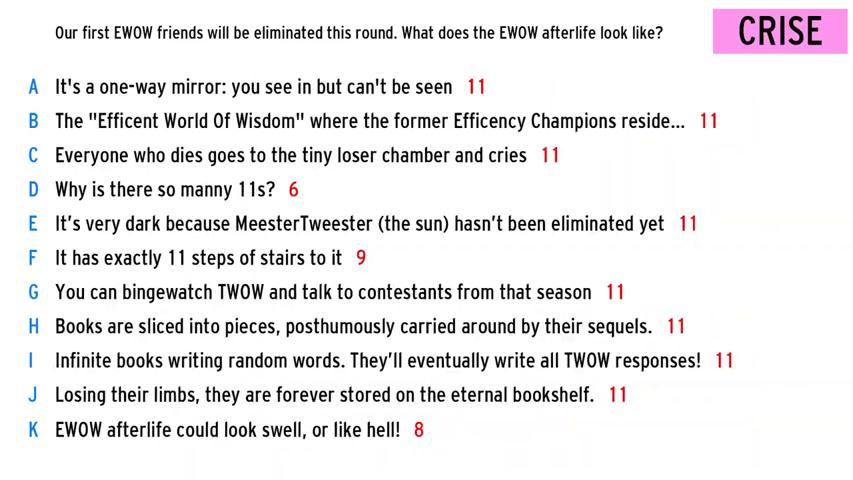 Our first EWOW friends will be eliminated this round. What does the EWOW afterlife look like?
CRISE
A It's a one-way mirror: you see in but can't be seen 11
B The "Efficent World Of Wisdom" where the former Efficency Champions reside... 11
C Everyone who dies goes to the tiny loser chamber and cries 11
D Why is there so manny 11s? 6
E It’s very dark because MeesterTweester (the sun) hasn’t been eliminated yet 11
F It has exactly 11 steps of stairs to it 9
G You can bingewatch TWOW and talk to contestants from that season 11
H Books are sliced into pieces, posthumously carried around by their sequels. 11
I Infinite books writing random words. They’ll eventually write all TWOW responses! 11
J Losing their limbs, they are forever stored on the eternal bookshelf. 11
K EWOW afterlife could look swell, or like hell! 8